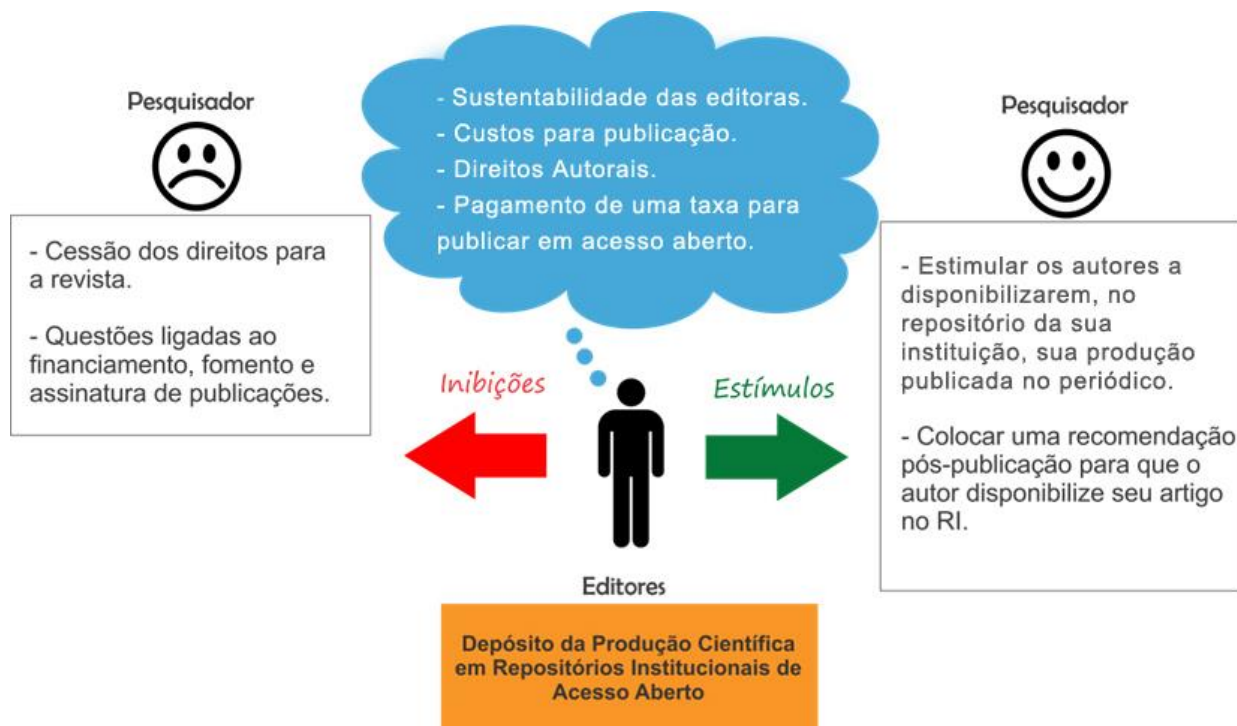 Pesquisador
- Cessão dos direitos para
a revista.
- Questões ligadas ao
financiamento, fomento e
assinatura de publicações.
- Sustentabilidade das editoras.
- Custos para publicação.
- Direitos Autorais.
- Pagamento de uma taxa para
publicar em acesso aberto.
Inibições
Estímulos
Editores
Depósito da Produção Científica
em Repositórios Institucionais de
Acesso Aberto
Pesquisador
- Estimular os autores a
disponibilizarem, no
repositório da sua
instituição, sua produção
publicada no periódico.
- Colocar uma recomendação
pós-publicação para que o
autor disponibilize seu artigo
no RI.